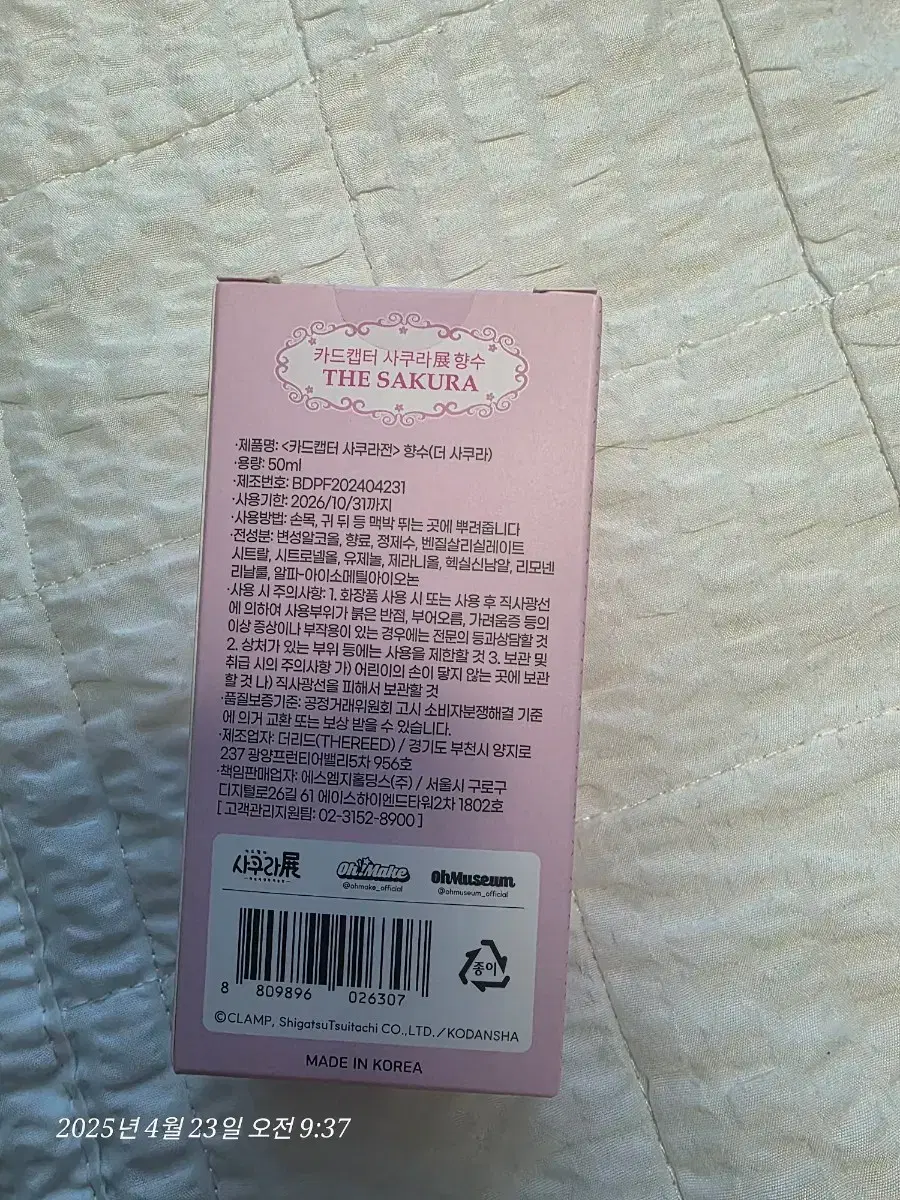 카드캡터 사쿠라展 향수
THE SAKURA
·제품명: <카드캡터 사쿠라전> 향수(더 사쿠라)
·용량: 50ml
·제조번호: BDPF202404231
·사용기한: 2026/10/31까지
·사용방법: 손목, 귀 뒤 등 맥박 뛰는 곳에 뿌려줍니다
·전성분: 변성알코올, 향료, 정제수, 벤질살리실레이트
시트랄, 시트로넬올, 유제놀, 제라니올, 헥실신남알, 리모넨
리날룰, 알파-아이소메틸아이오논
·사용 시 주의사항: 1. 화장품 사용 시 또는 사용 후 직사광선
에 의하여 사용부위가 붉은 반점, 부어오름, 가려움증 등의
이상 증상이나 부작용이 있는 경우에는 전문의 등과상담할 것
2. 상처가 있는 부위 등에는 사용을 제한할 것 3. 보관 및
취급 시의 주의사항 가) 어린이의 손이 닿지 않는 곳에 보관
할 것 나) 직사광선을 피해서 보관할 것
·품질보증기준: 공정거래위원회 고시 소비자분쟁해결 기준
에 의거 교환 또는 보상 받을 수 있습니다.
·제조업자: 더리드(THEREED) / 경기도 부천시 양지로
237 광양프런티어밸리5차 956호
·책임판매업자: 에스엠지홀딩스(주) / 서울시 구로구
디지털로26길 61 에이스하이엔드타워2차 1802호
[ 고객관리지원팀: 02-3152-8900 ]
사쿠라展
Oh!Make
@ohmake_official
OhMuseum
@ohmuseum_official
종이
8 809896 026307
©CLAMP, ShigatsuTsuitachi CO.,LTD./KODANSHA
MADE IN KOREA
2025년 4월 23일 오전 9:37